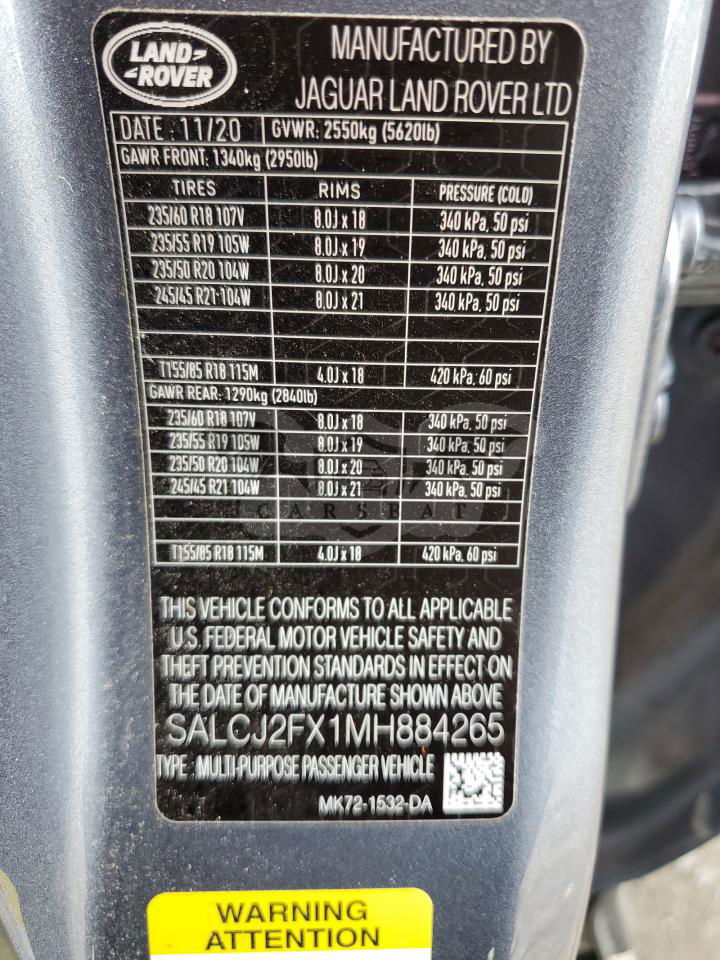 LAND-
-ROVER
MANUFACTURED BY
JAGUAR LAND ROVER LTD
DATE : 11/20 GVWR: 2550kg (5620lb)
GAWR FRONT: 1340kg (2950lb)
TIRES RIMS PRESSURE (COLD)
235/60 R18 107V 8.0J x 18 340 kPa, 50 psi
235/55 R19 105W 8.0J x 19 340 kPa, 50 psi
235/50 R20 104W 8.0J x 20 340 kPa, 50 psi
245/45 R21 104W 8.0J x 21 340 kPa, 50 psi
T155/85 R18 115M 4.0J x 18 420 kPa, 60 psi
GAWR REAR: 1290kg (2840lb)
235/60 R18 107V 8.0J x 18 340 kPa, 50 psi
235/55 R19 105W 8.0J x 19 340 kPa, 50 psi
235/50 R20 104W 8.0J x 20 340 kPa, 50 psi
245/45 R21 104W 8.0J x 21 340 kPa, 50 psi
CARSBAT
T155/85 R18 115M 4.0J x 18 420 kPa, 60 psi
THIS VEHICLE CONFORMS TO ALL APPLICABLE
U.S. FEDERAL MOTOR VEHICLE SAFETY AND
THEFT PREVENTION STANDARDS IN EFFECT ON
THE DATE OF MANUFACTURE SHOWN ABOVE
SALCJ2FX1MH884265
TYPE : MULTI-PURPOSE PASSENGER VEHICLE
MK72-1532-DA
WARNING
ATTENTION